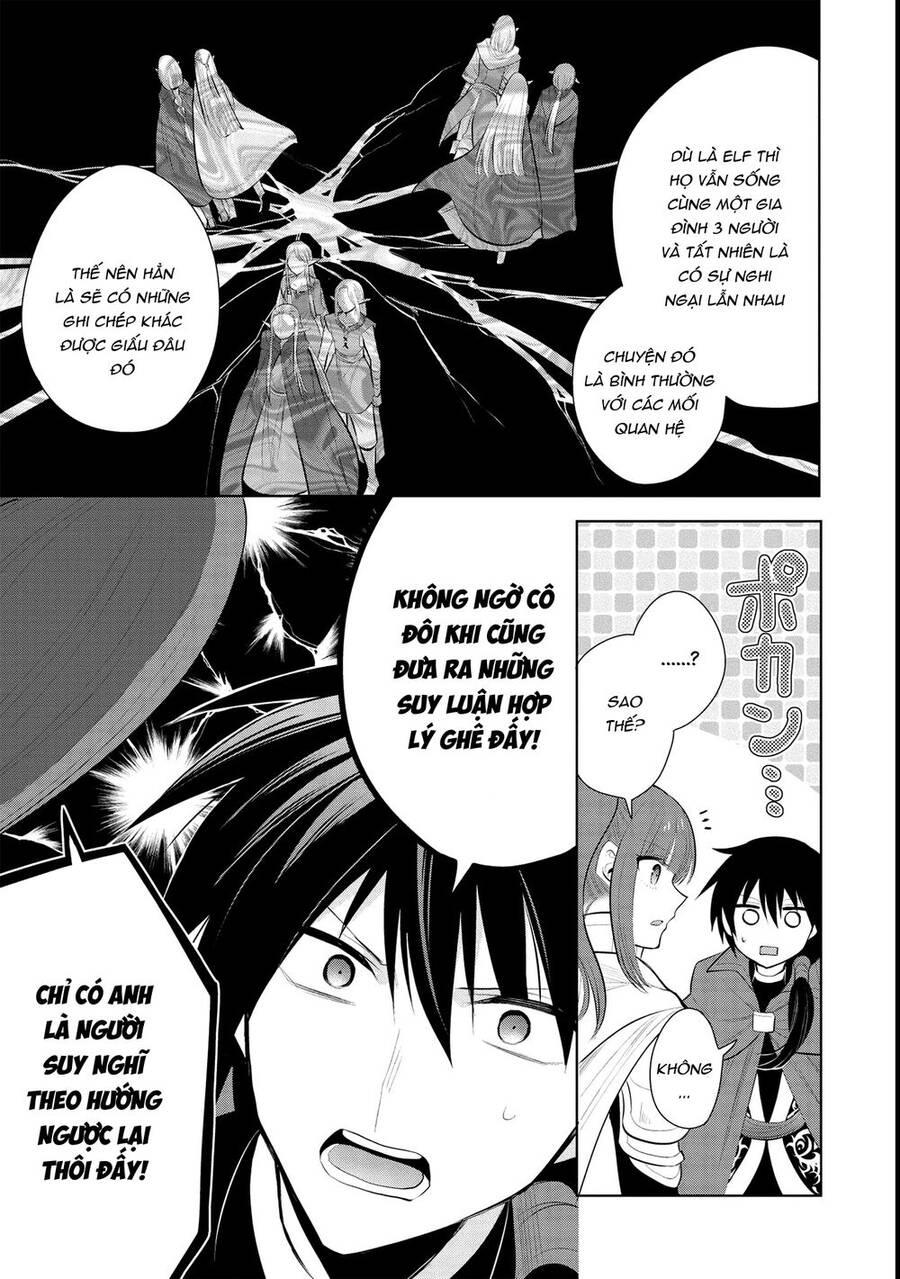 DÙ LÀ ELF THÌ
HỌ VẪN SỐNG
CÙNG MỘT GIA
ĐÌNH 3 NGƯỜI
VÀ TẤT NHIÊN LÀ
CÓ SỰ NGHI
NGẠI LẪN NHAU
CHUYỆN ĐÓ
LÀ BÌNH THƯỜNG
VỚI CÁC MỐI
QUAN HỆ
THẾ NÊN HẲN
LÀ SẼ CÓ NHỮNG
GHI CHÉP KHÁC
ĐƯỢC GIẤU ĐÂU
ĐÓ
ポカン…
.......?
SAO
THẾ?
KHÔNG
...
KHÔNG NGỜ CÔ
ĐÔI KHI CŨNG
ĐƯA RA NHỮNG
SUY LUẬN HỢP
LÝ GHÊ ĐẤY!
CHỈ CÓ ANH
LÀ NGƯỜI
SUY NGHĨ
THEO HƯỚNG
NGƯỢC LẠI
THÔI ĐẤY!